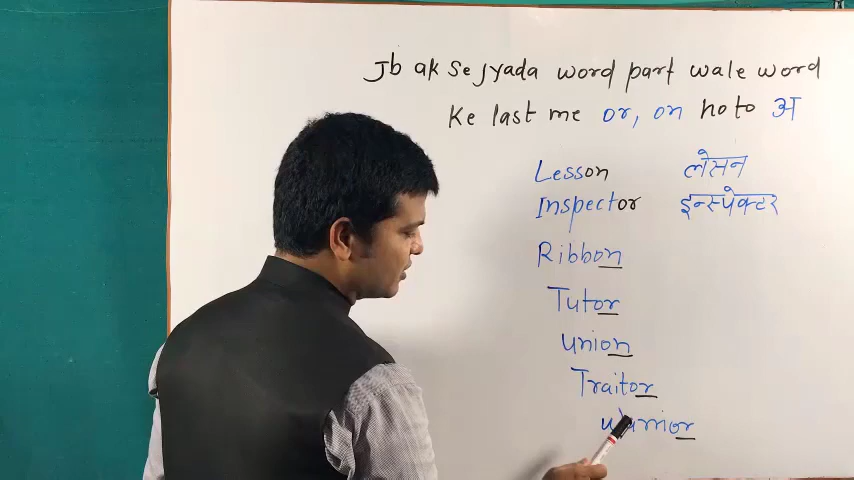 Jb ak se jyada word part wale word
Ke last me or, on ho to अ
Lesson लेसन
Inspector इन्स्पेक्टर
Ribbon
Tutor
Union
Traitor
Warrior